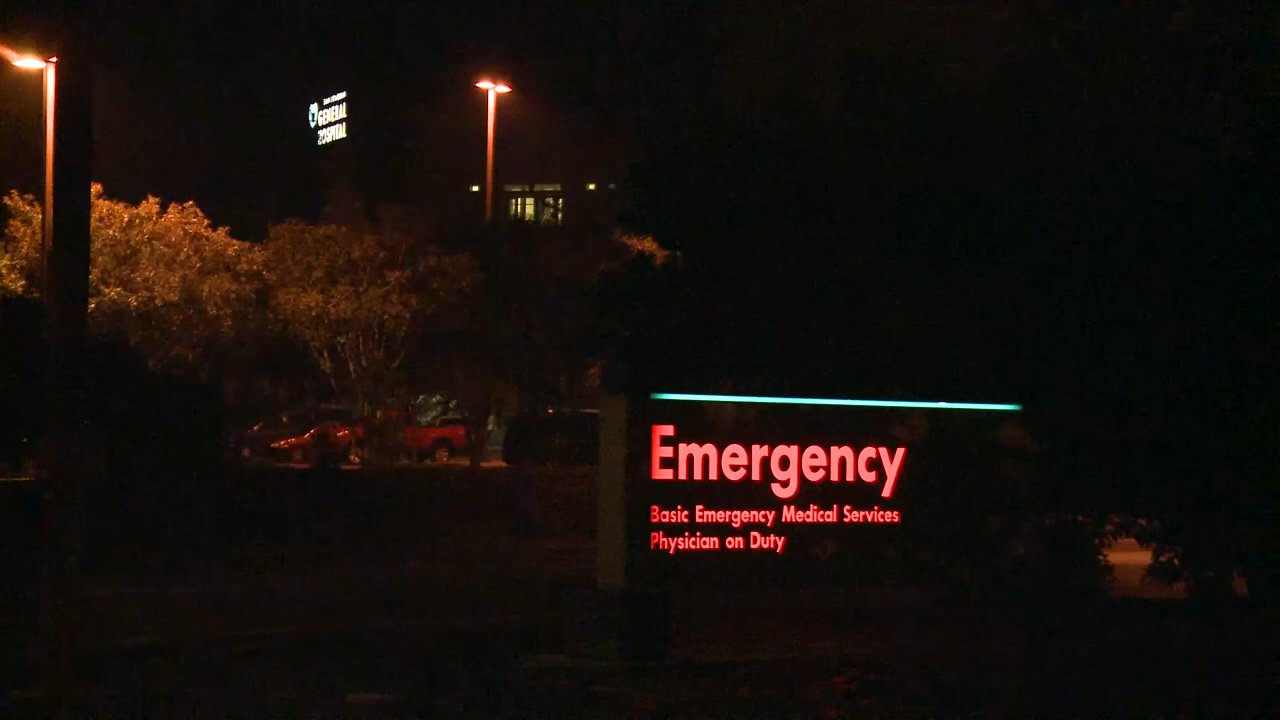 GENERAL
HOSPITAL
Emergency
Basic Emergency Medical Services
Physician on Duty